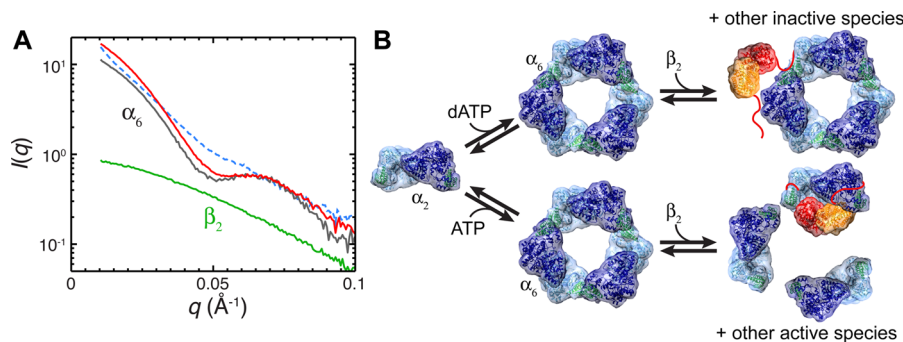 A
I(q)
10¹
10⁰
10⁻¹
α₆
β₂
0
0.05
0.1
q (Å⁻¹)
B
+ other inactive species
α₆
β₂
dATP
α₂
ATP
β₂
α₆
+ other active species